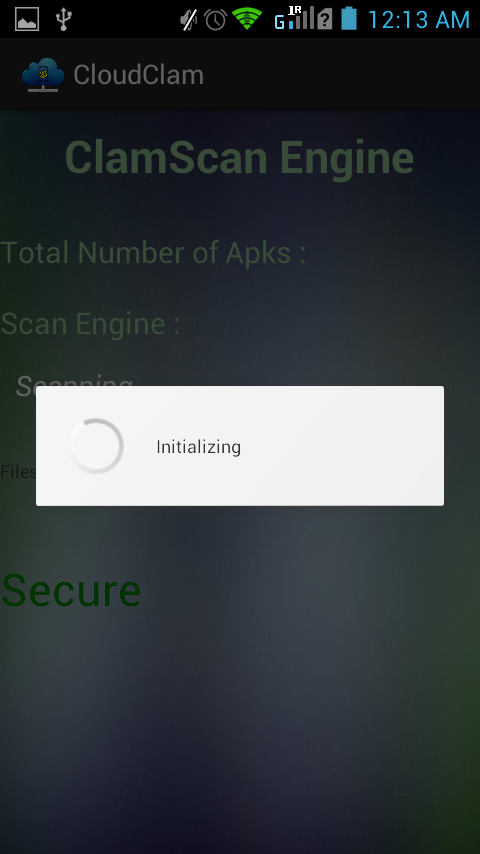 1R
G ? 12:13 AM
CloudClam
ClamScan Engine
Total Number of Apks :
Scan Engine :
Scanning
Initializing
Files
Secure